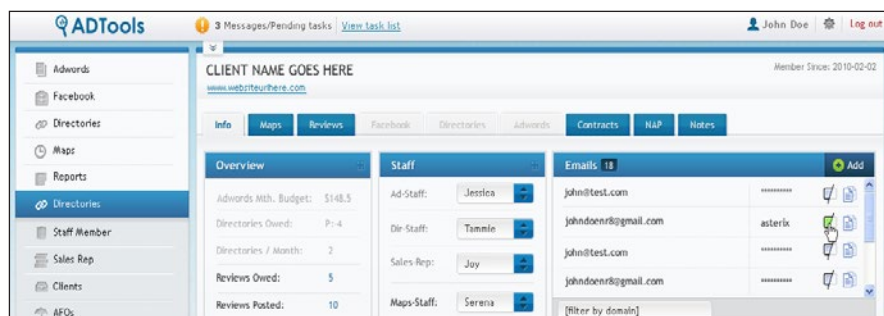 ADTools
3 Messages/Pending tasks View task list
John Doe Log out
Adwords
Facebook
Directories
Maps
Reports
Directories
Staff Member
Sales Rep
Clients
AFOs
CLIENT NAME GOES HERE
Member Since: 2010-02-02
www.websiteurlhere.com
Info Maps Reviews Facebook Directories Adwords Contracts NAP Notes
Overview
Adwords Mth. Budget: $148.5
Directories Owed: P:-4
Directories / Month: 2
Reviews Owed: 5
Reviews Posted: 10
Staff
Ad-Staff: Jessica
Dir-Staff: Tammie
Sales-Rep: Joy
Maps-Staff: Serena
Emails 18 Add
john@test.com **********
johndoenr8@gmail.com asterix
john@test.com **********
johndoenr8@gmail.com **********
[filter by domain]